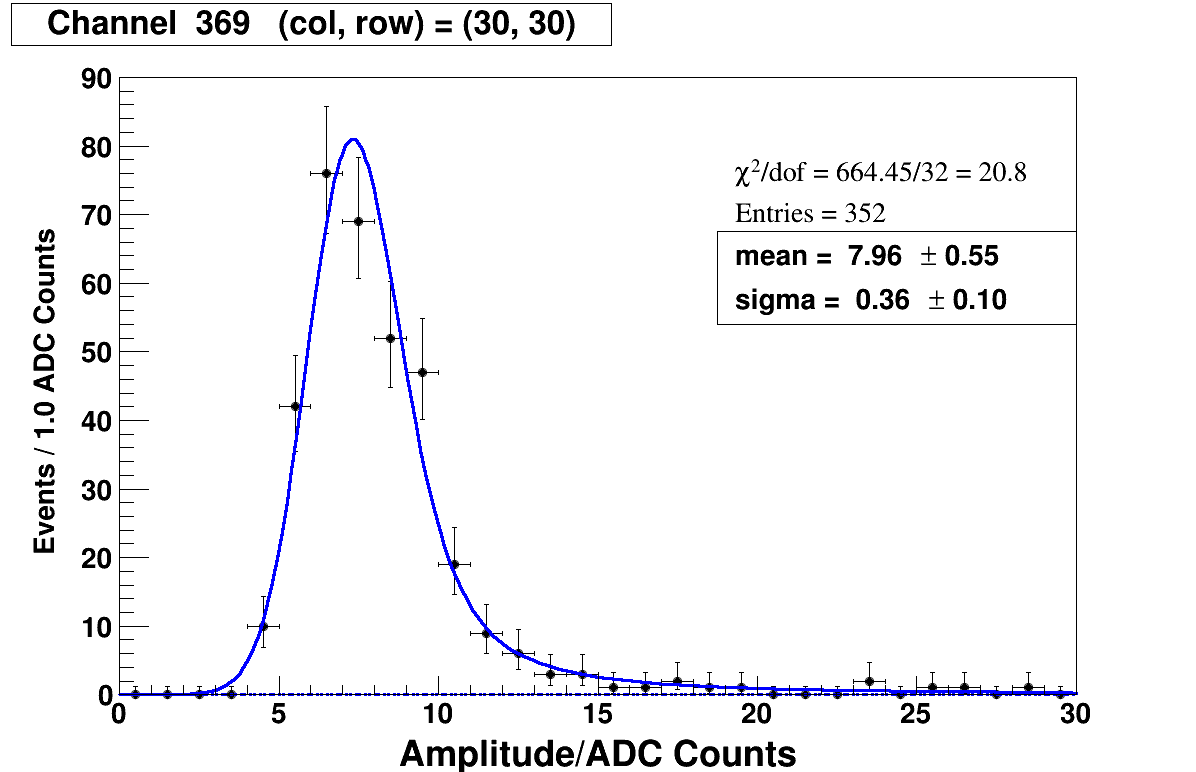 Channel 369 (col, row) = (30, 30)
90
80
70
60
50
40
30
20
10
0
Events / 1.0 ADC Counts
χ²/dof = 664.45/32 = 20.8
Entries = 352
mean = 7.96 ± 0.55
sigma = 0.36 ± 0.10
0 5 10 15 20 25 30
Amplitude/ADC Counts